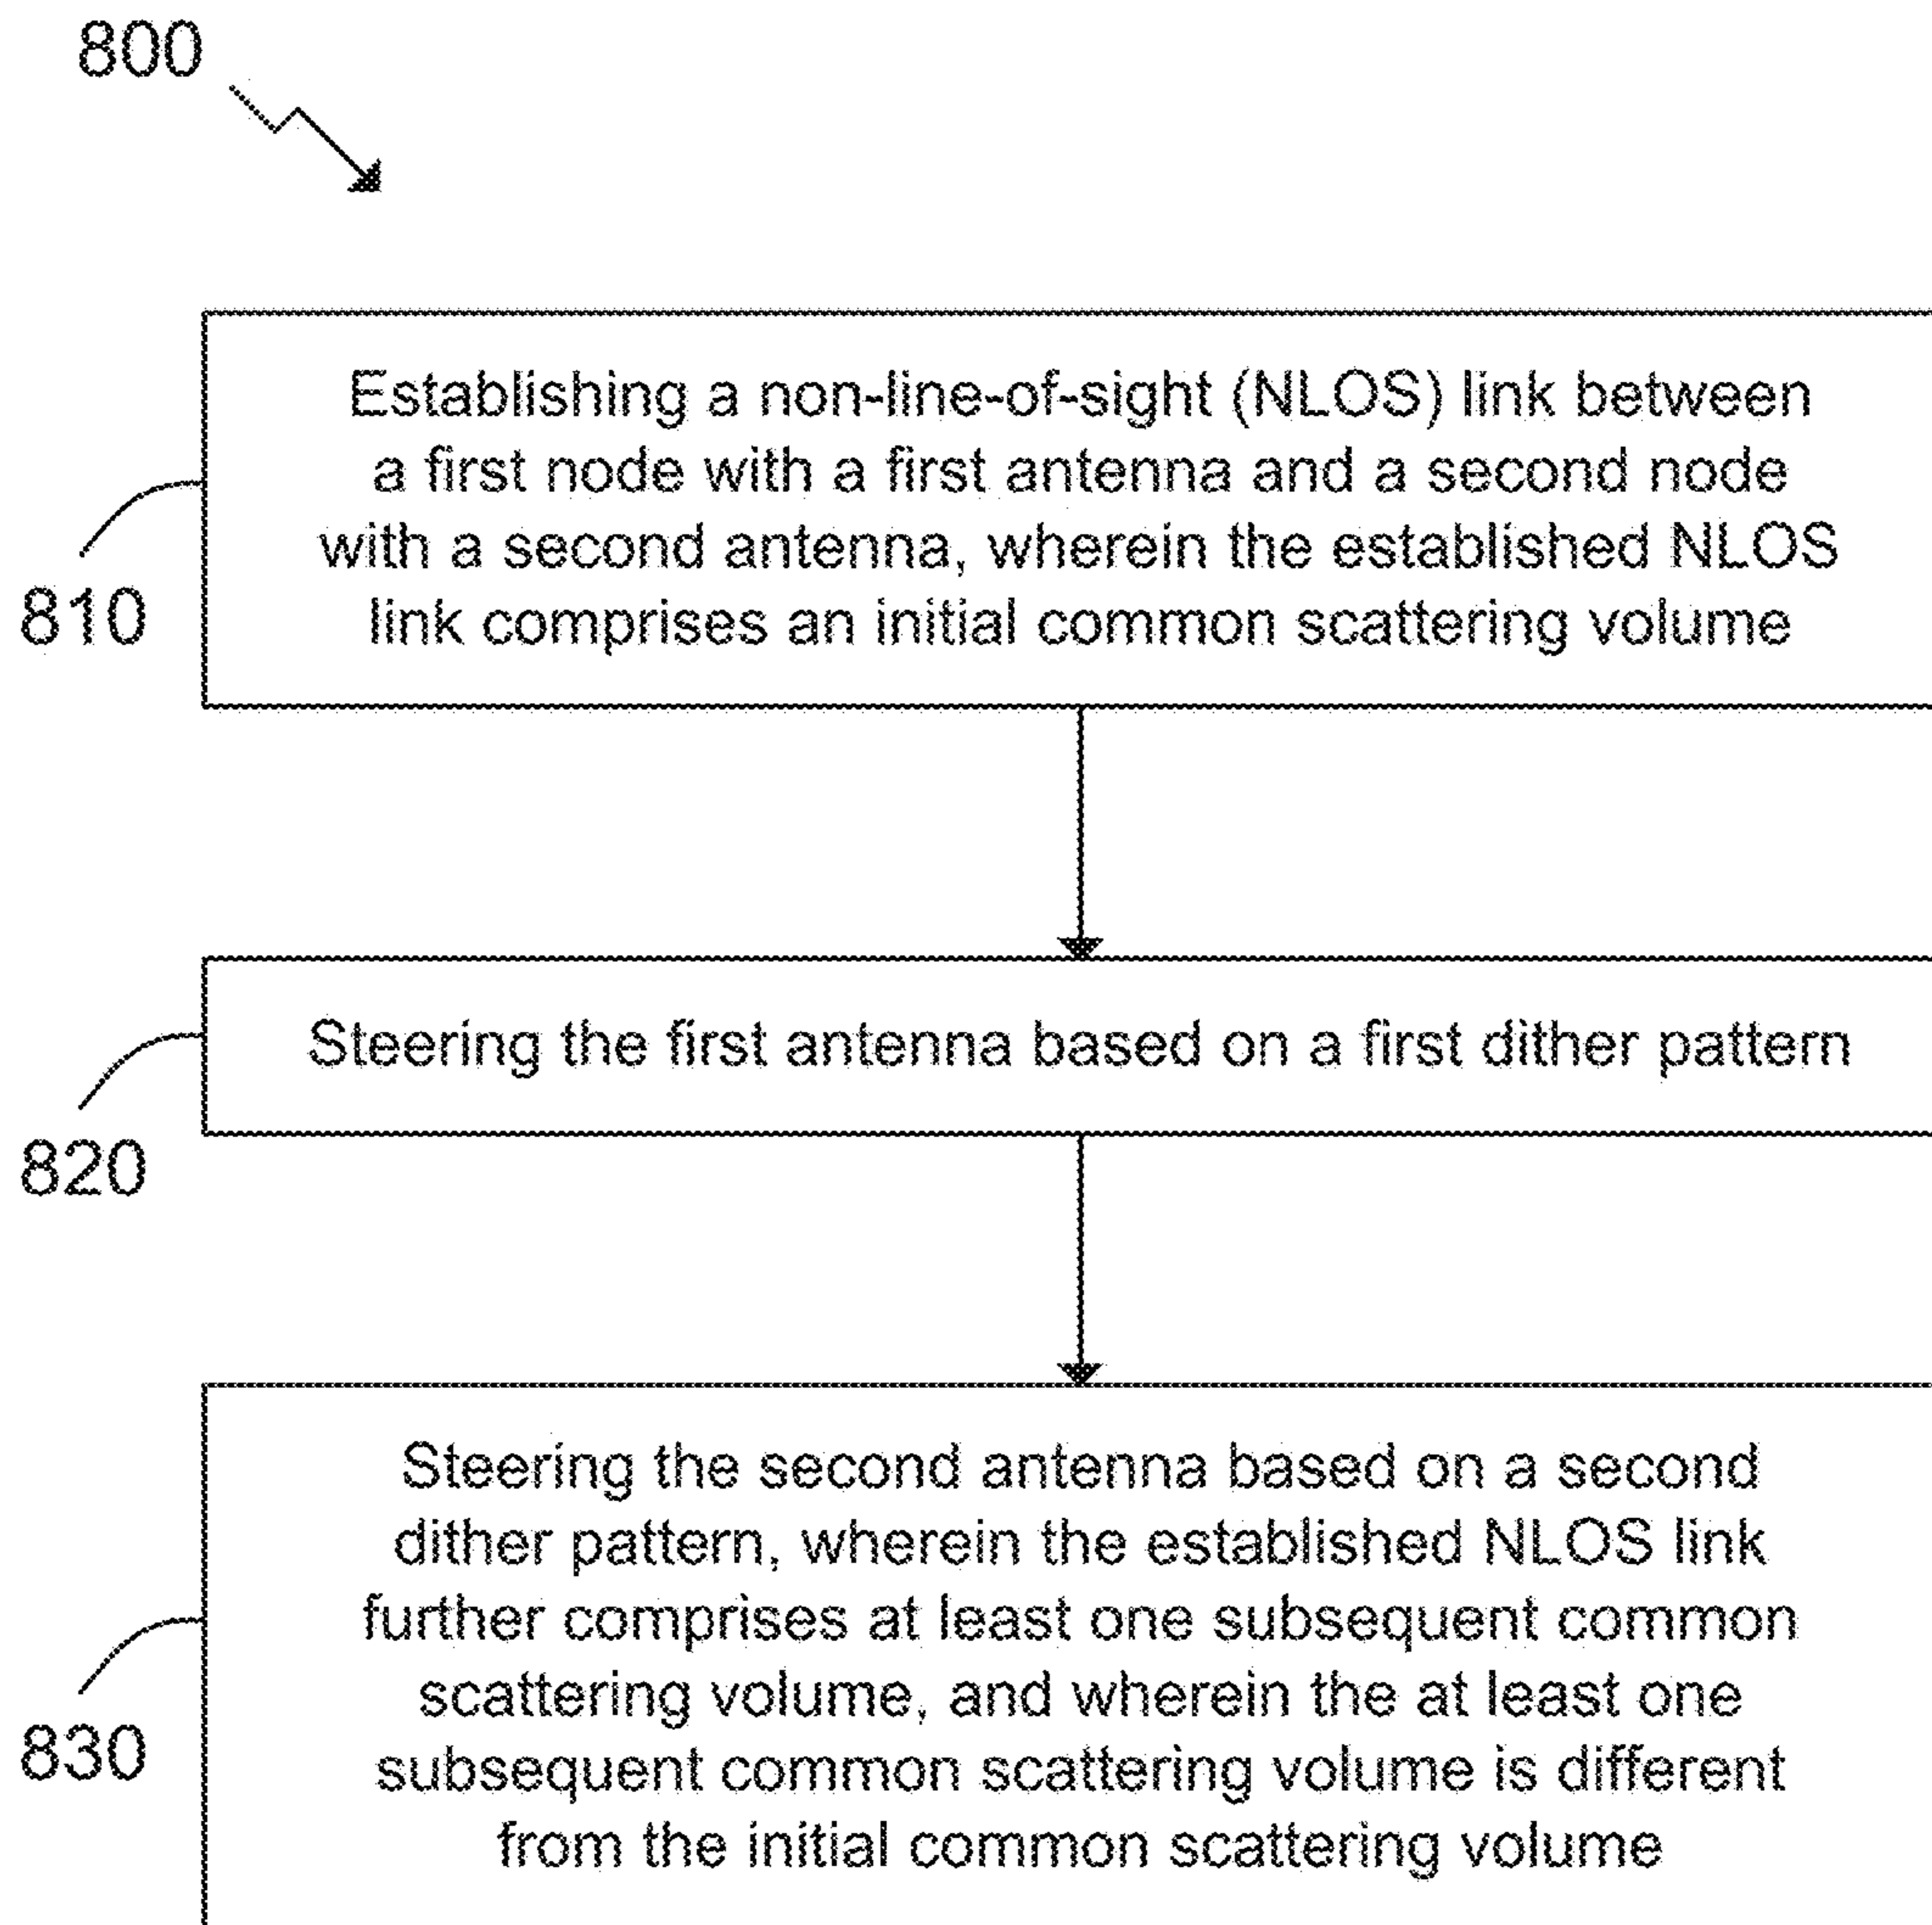 800
Establishing a non-line-of-sight (NLOS) link between
a first node with a first antenna and a second node
with a second antenna, wherein the established NLOS
link comprises an initial common scattering volume
810
Steering the first antenna based on a first dither pattern
820
Steering the second antenna based on a second
dither pattern, wherein the established NLOS link
further comprises at least one subsequent common
scattering volume, and wherein the at least one
subsequent common scattering volume is different
from the initial common scattering volume
830